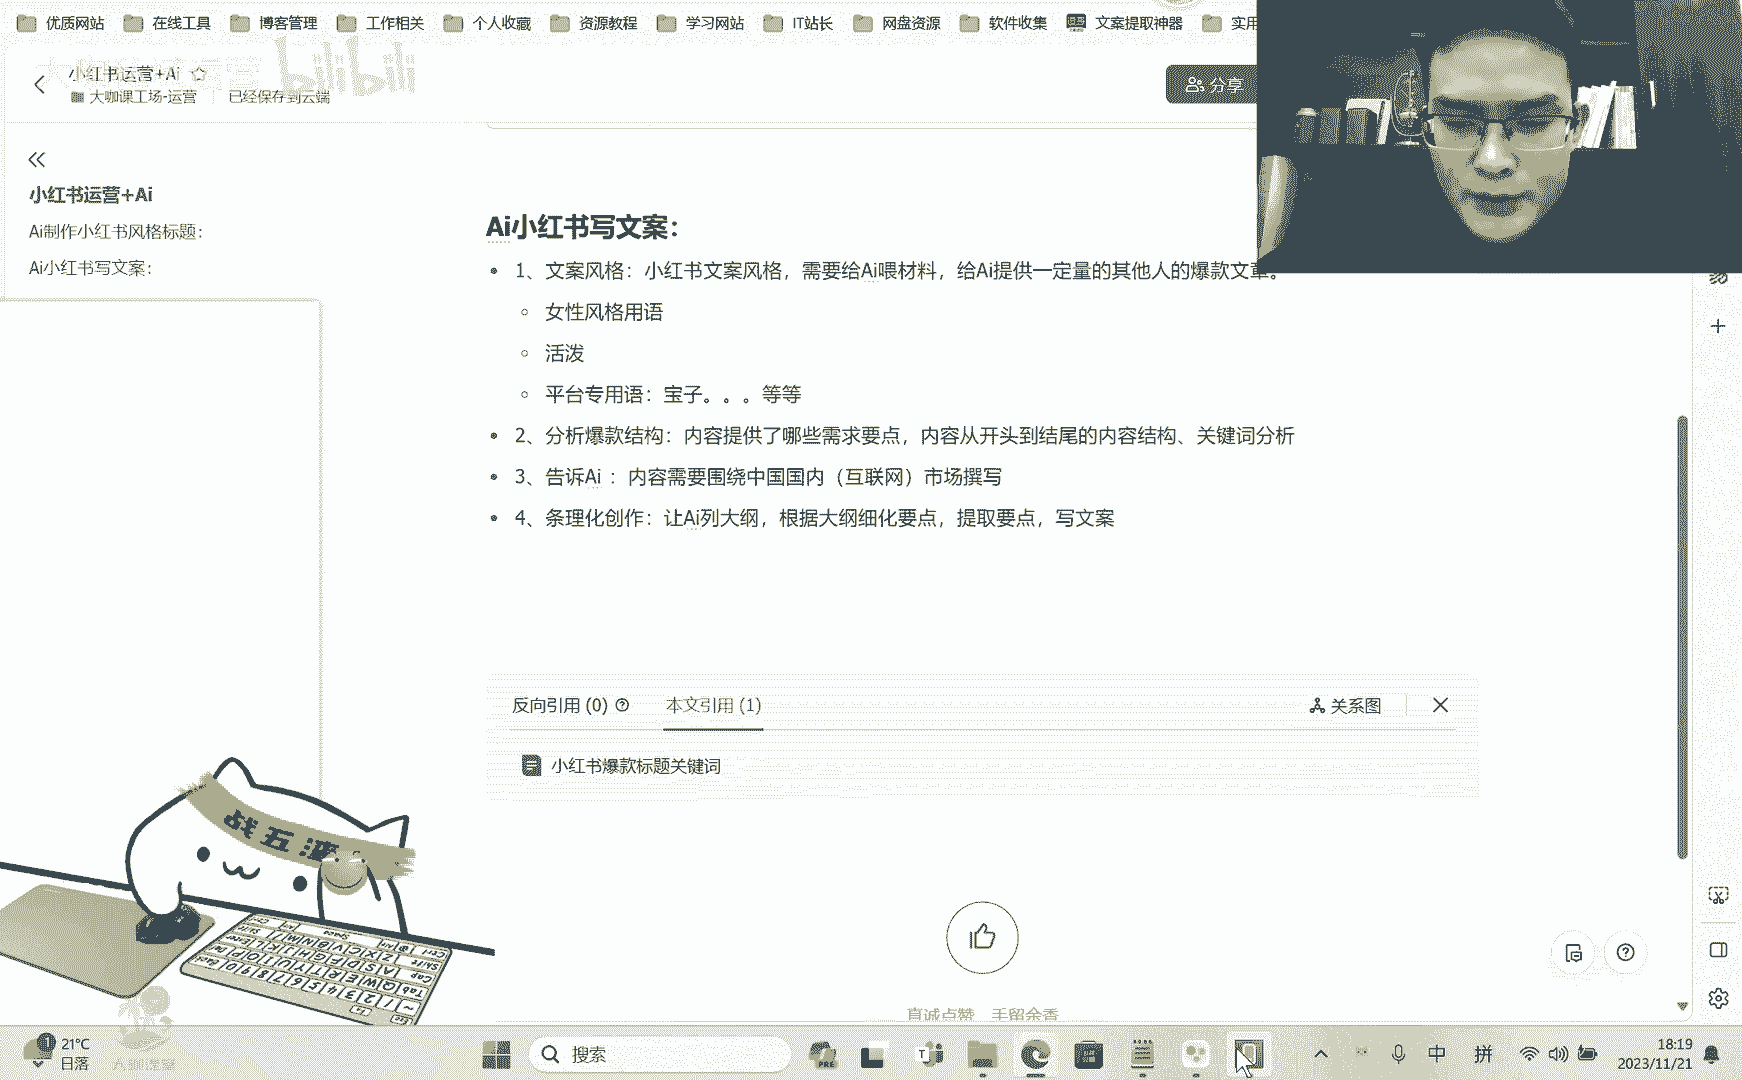 优质网站 在线工具 博客管理 工作相关 个人收藏 资源教程 学习网站 IT站长 网盘资源 软件收集 文案提取神器 实用
小红书运营+Ai
bilibili
大咖课工场-运营 已经保存到云端
分享
小红书运营+Ai
Ai制作小红书风格标题：
Ai小红书写文案：
Ai小红书写文案：
1、文案风格：小红书文案风格，需要给Ai喂材料，给Ai提供一定量的其他人的爆款文章。
女性风格用语
活泼
平台专用语：宝子。。。等等
2、分析爆款结构：内容提供了哪些需求要点，内容从开头到结尾的内容结构、关键词分析
3、告诉Ai ：内容需要围绕中国国内（互联网）市场撰写
4、条理化创作：让Ai列大纲，根据大纲细化要点，提取要点，写文案
反向引用 (0) 本文引用 (1) 关系图
小红书爆款标题关键词
战五渣
真诚点赞，手留余香
21°C
日落
搜索
PRE
中 拼
18:19
2023/11/21